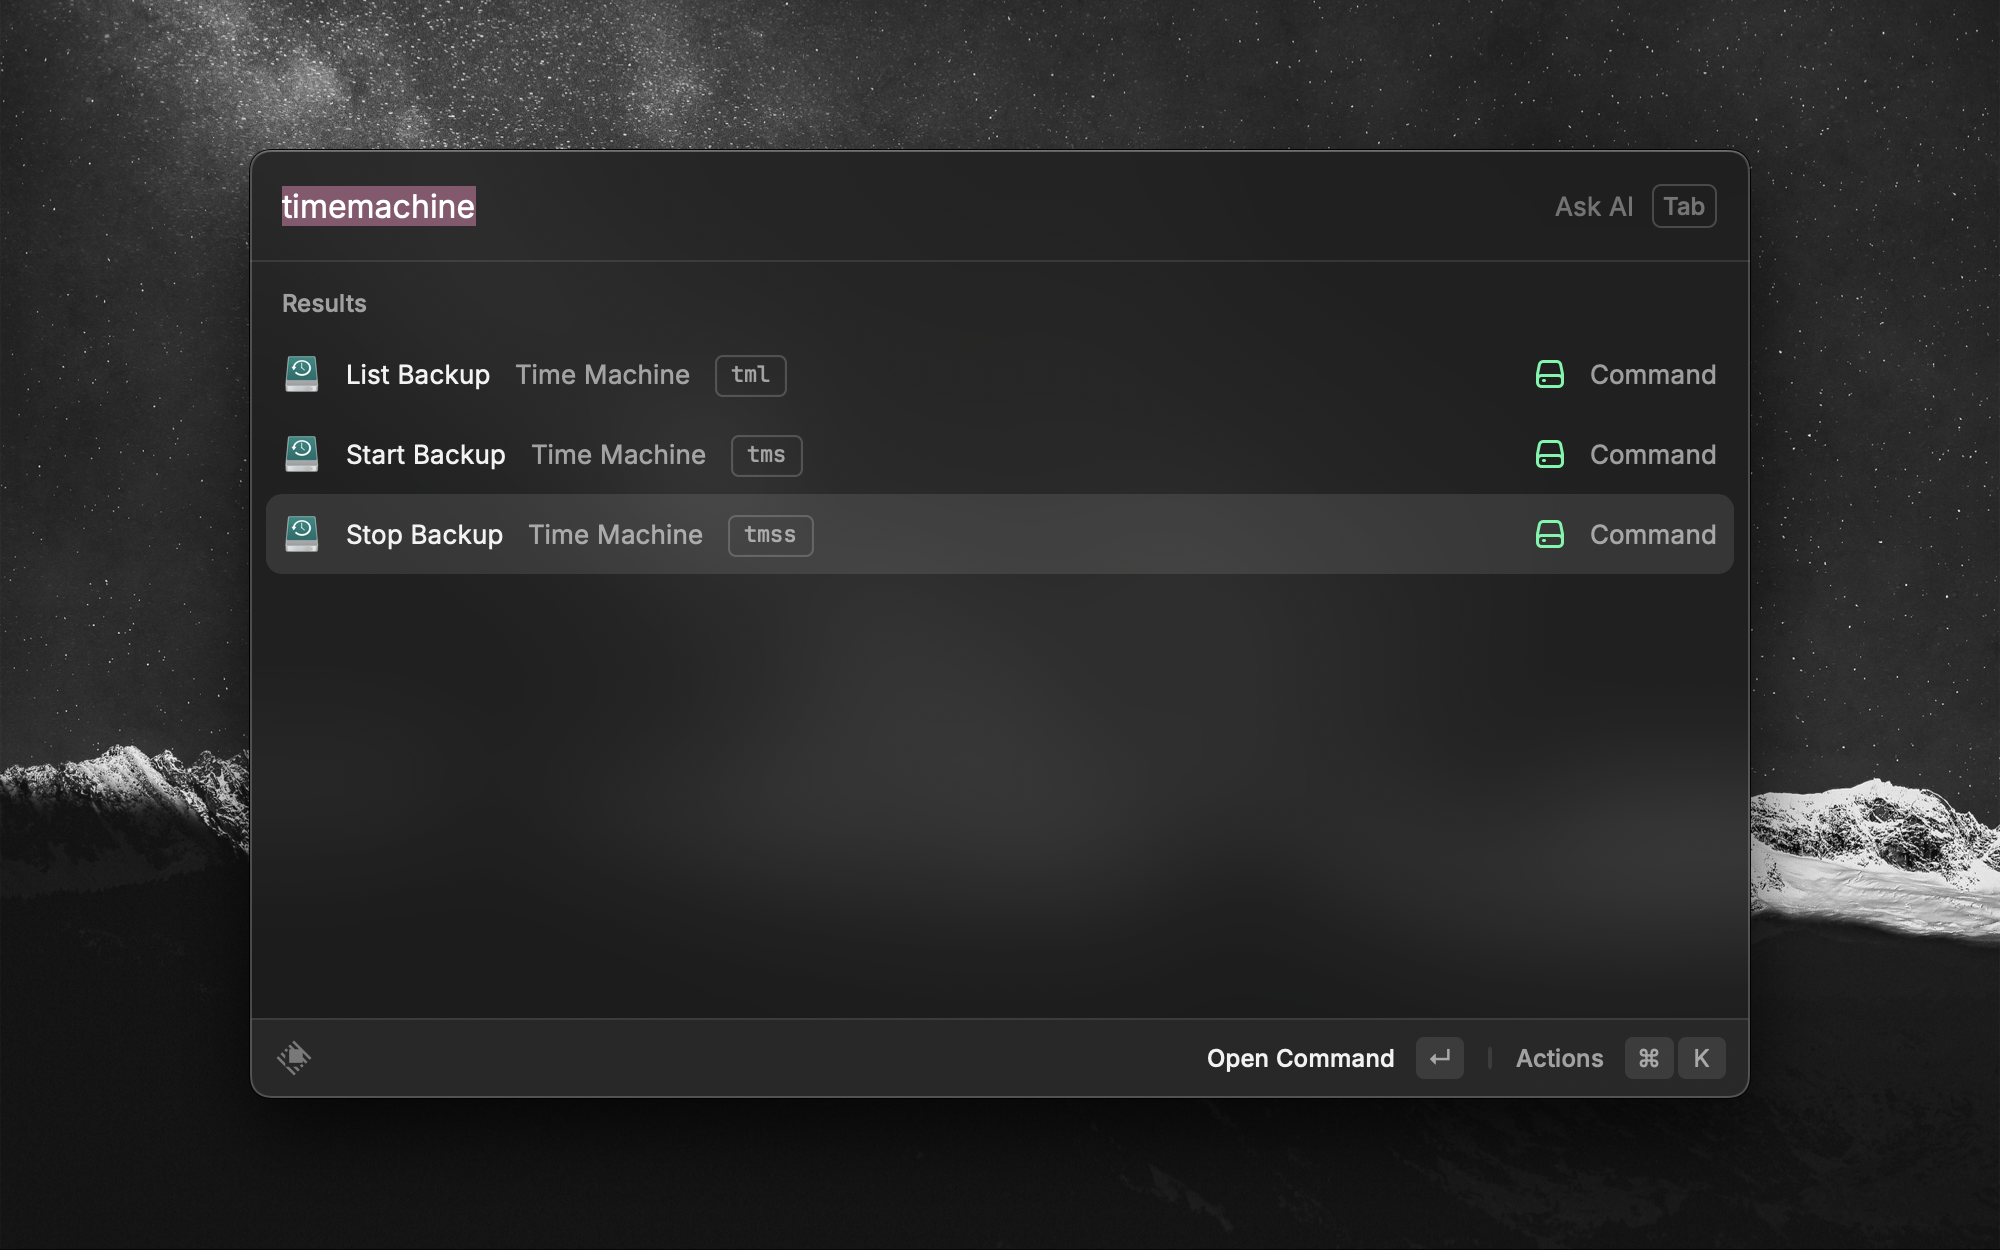 timemachine Ask AI Tab
Results
List Backup Time Machine tml Command
Start Backup Time Machine tms Command
Stop Backup Time Machine tmss Command
Open Command ↵ Actions ⌘ K